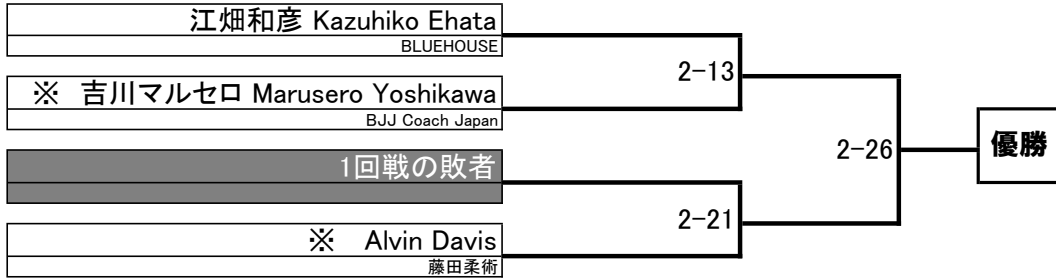 江畑和彦 Kazuhiko Ehata
BLUEHOUSE
2-13
※ 吉川マルセロ Marusero Yoshikawa
BJJ Coach Japan
2-26
優勝
1回戦の敗者
2-21
※ Alvin Davis
藤田柔術